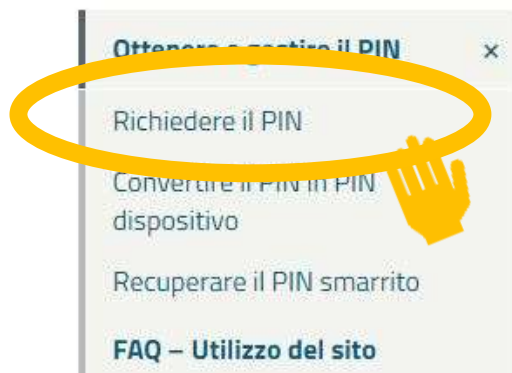 Ottenere e gestire il PIN ×
Richiedere il PIN
Convertire il PIN in PIN
dispositivo
Recuperare il PIN smarrito
FAQ – Utilizzo del sito